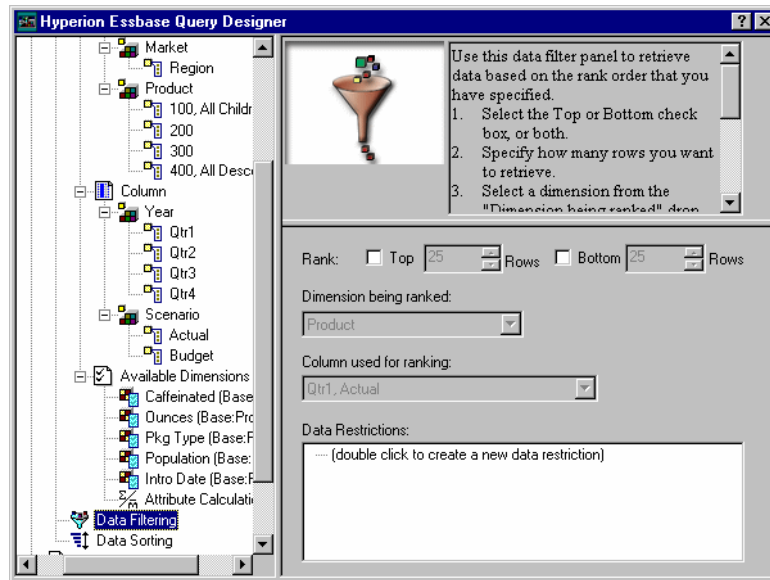 Hyperion Essbase Query Designer
Market
Region
Product
100, All Childr
200
300
400, All Desc
Column
Year
Qtr1
Qtr2
Qtr3
Qtr4
Scenario
Actual
Budget
Available Dimensions
Caffeinated (Base
Ounces (Base:Pro
Pkg Type (Base:F
Population (Base:
Intro Date (Base:F
Attribute Calculati
Data Filtering
Data Sorting
Use this data filter panel to retrieve
data based on the rank order that you
have specified.
1. Select the Top or Bottom check
box, or both.
2. Specify how many rows you want
to retrieve.
3. Select a dimension from the
"Dimension being ranked" drop
Rank: Top 25 Rows Bottom 25 Rows
Dimension being ranked:
Product
Column used for ranking:
Qtr1, Actual
Data Restrictions:
(double click to create a new data restriction)